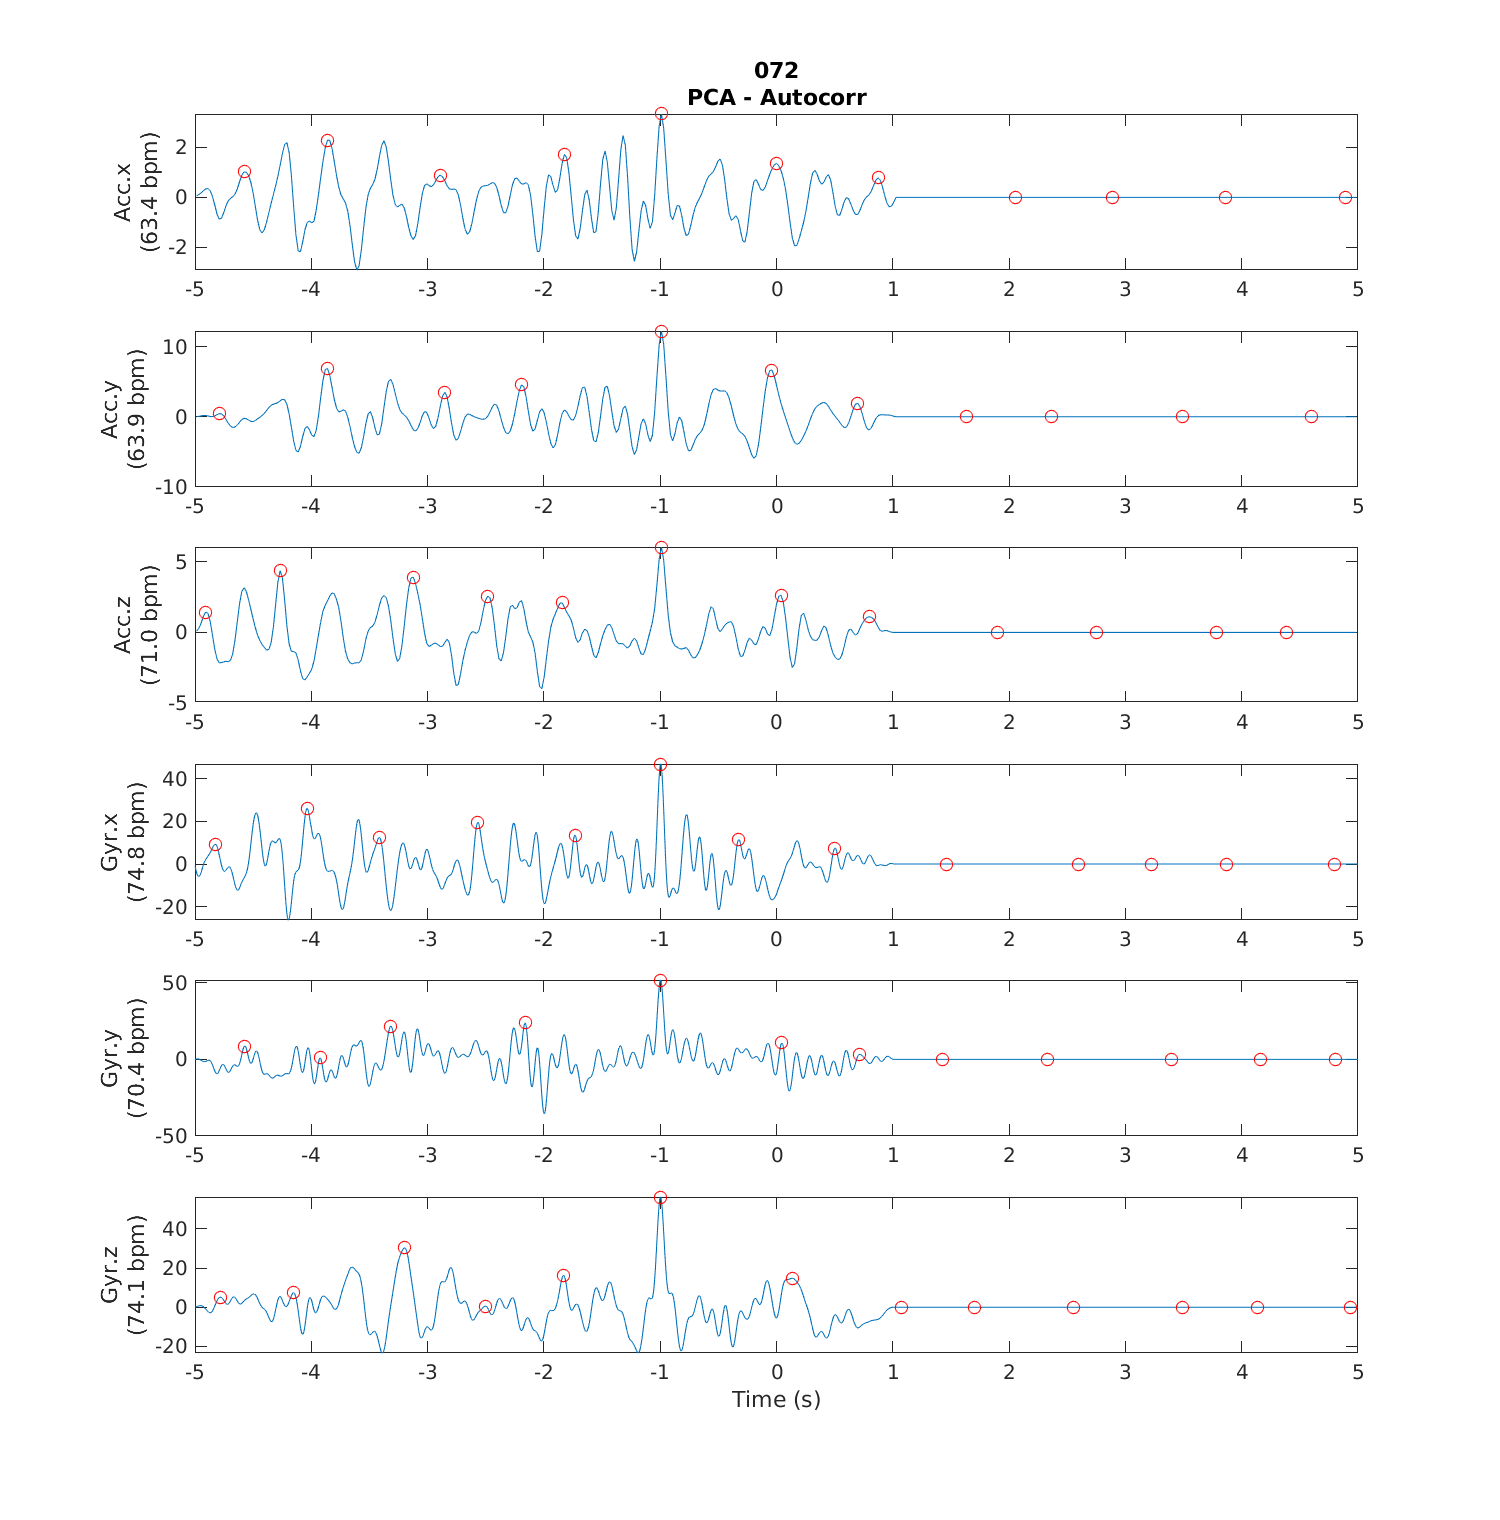 072
PCA - Autocorr
Acc.x
(63.4 bpm)
2
0
-2
-5 -4 -3 -2 -1 0 1 2 3 4 5
Acc.y
(63.9 bpm)
10
0
-10
-5 -4 -3 -2 -1 0 1 2 3 4 5
Acc.z
(71.0 bpm)
5
0
-5
-5 -4 -3 -2 -1 0 1 2 3 4 5
Gyr.x
(74.8 bpm)
40
20
0
-20
-5 -4 -3 -2 -1 0 1 2 3 4 5
Gyr.y
(70.4 bpm)
50
0
-50
-5 -4 -3 -2 -1 0 1 2 3 4 5
Gyr.z
(74.1 bpm)
40
20
0
-20
-5 -4 -3 -2 -1 0 1 2 3 4 5
Time (s)